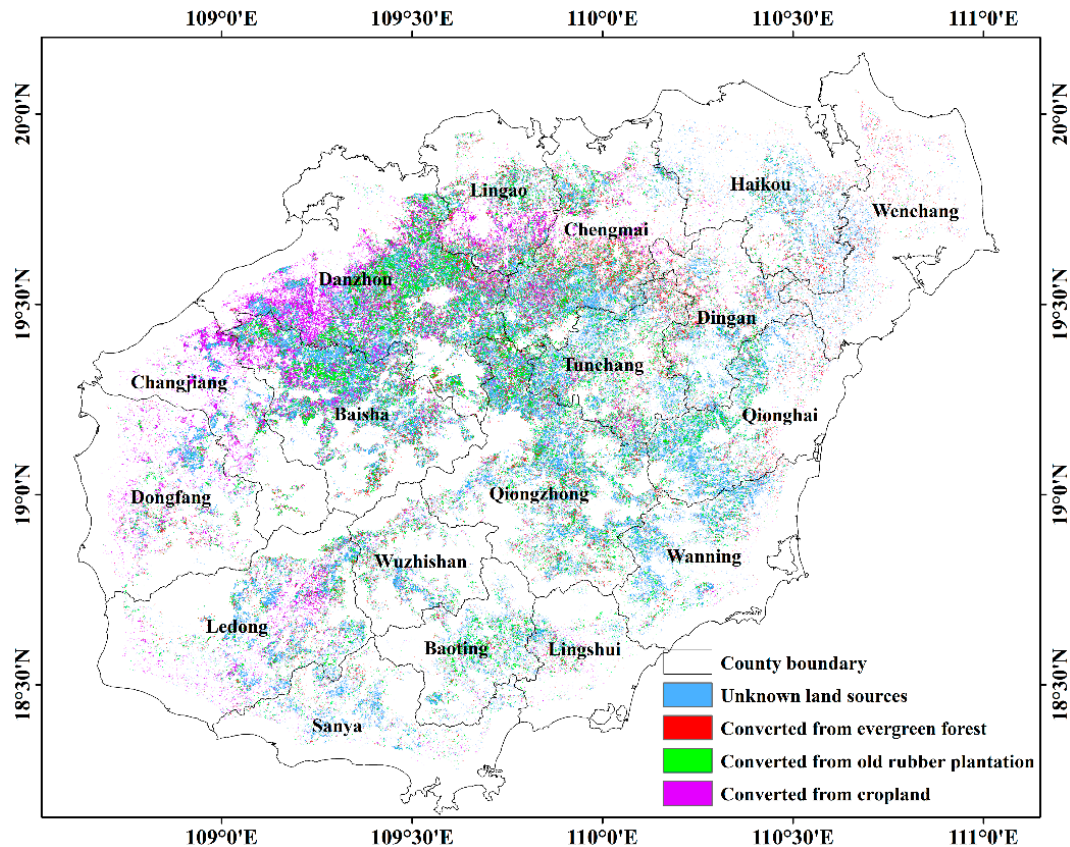 109°0'E 109°30'E 110°0'E 110°30'E 111°0'E
20°0'N 20°0'N
Haikou
Lingao
Wenchang
Chengmai
Danzhou
19°30'N 19°30'N
Dingan
Tunchang
Changjiang
Baisha
Qionghai
19°0'N 19°0'N
Dongfang
Qiongzhong
Wanning
Wuzhishan
Ledong
Baoting
Lingshui
County boundary
18°30'N 18°30'N
Unknown land sources
Sanya
Converted from evergreen forest
Converted from old rubber plantation
Converted from cropland
109°0'E 109°30'E 110°0'E 110°30'E 111°0'E